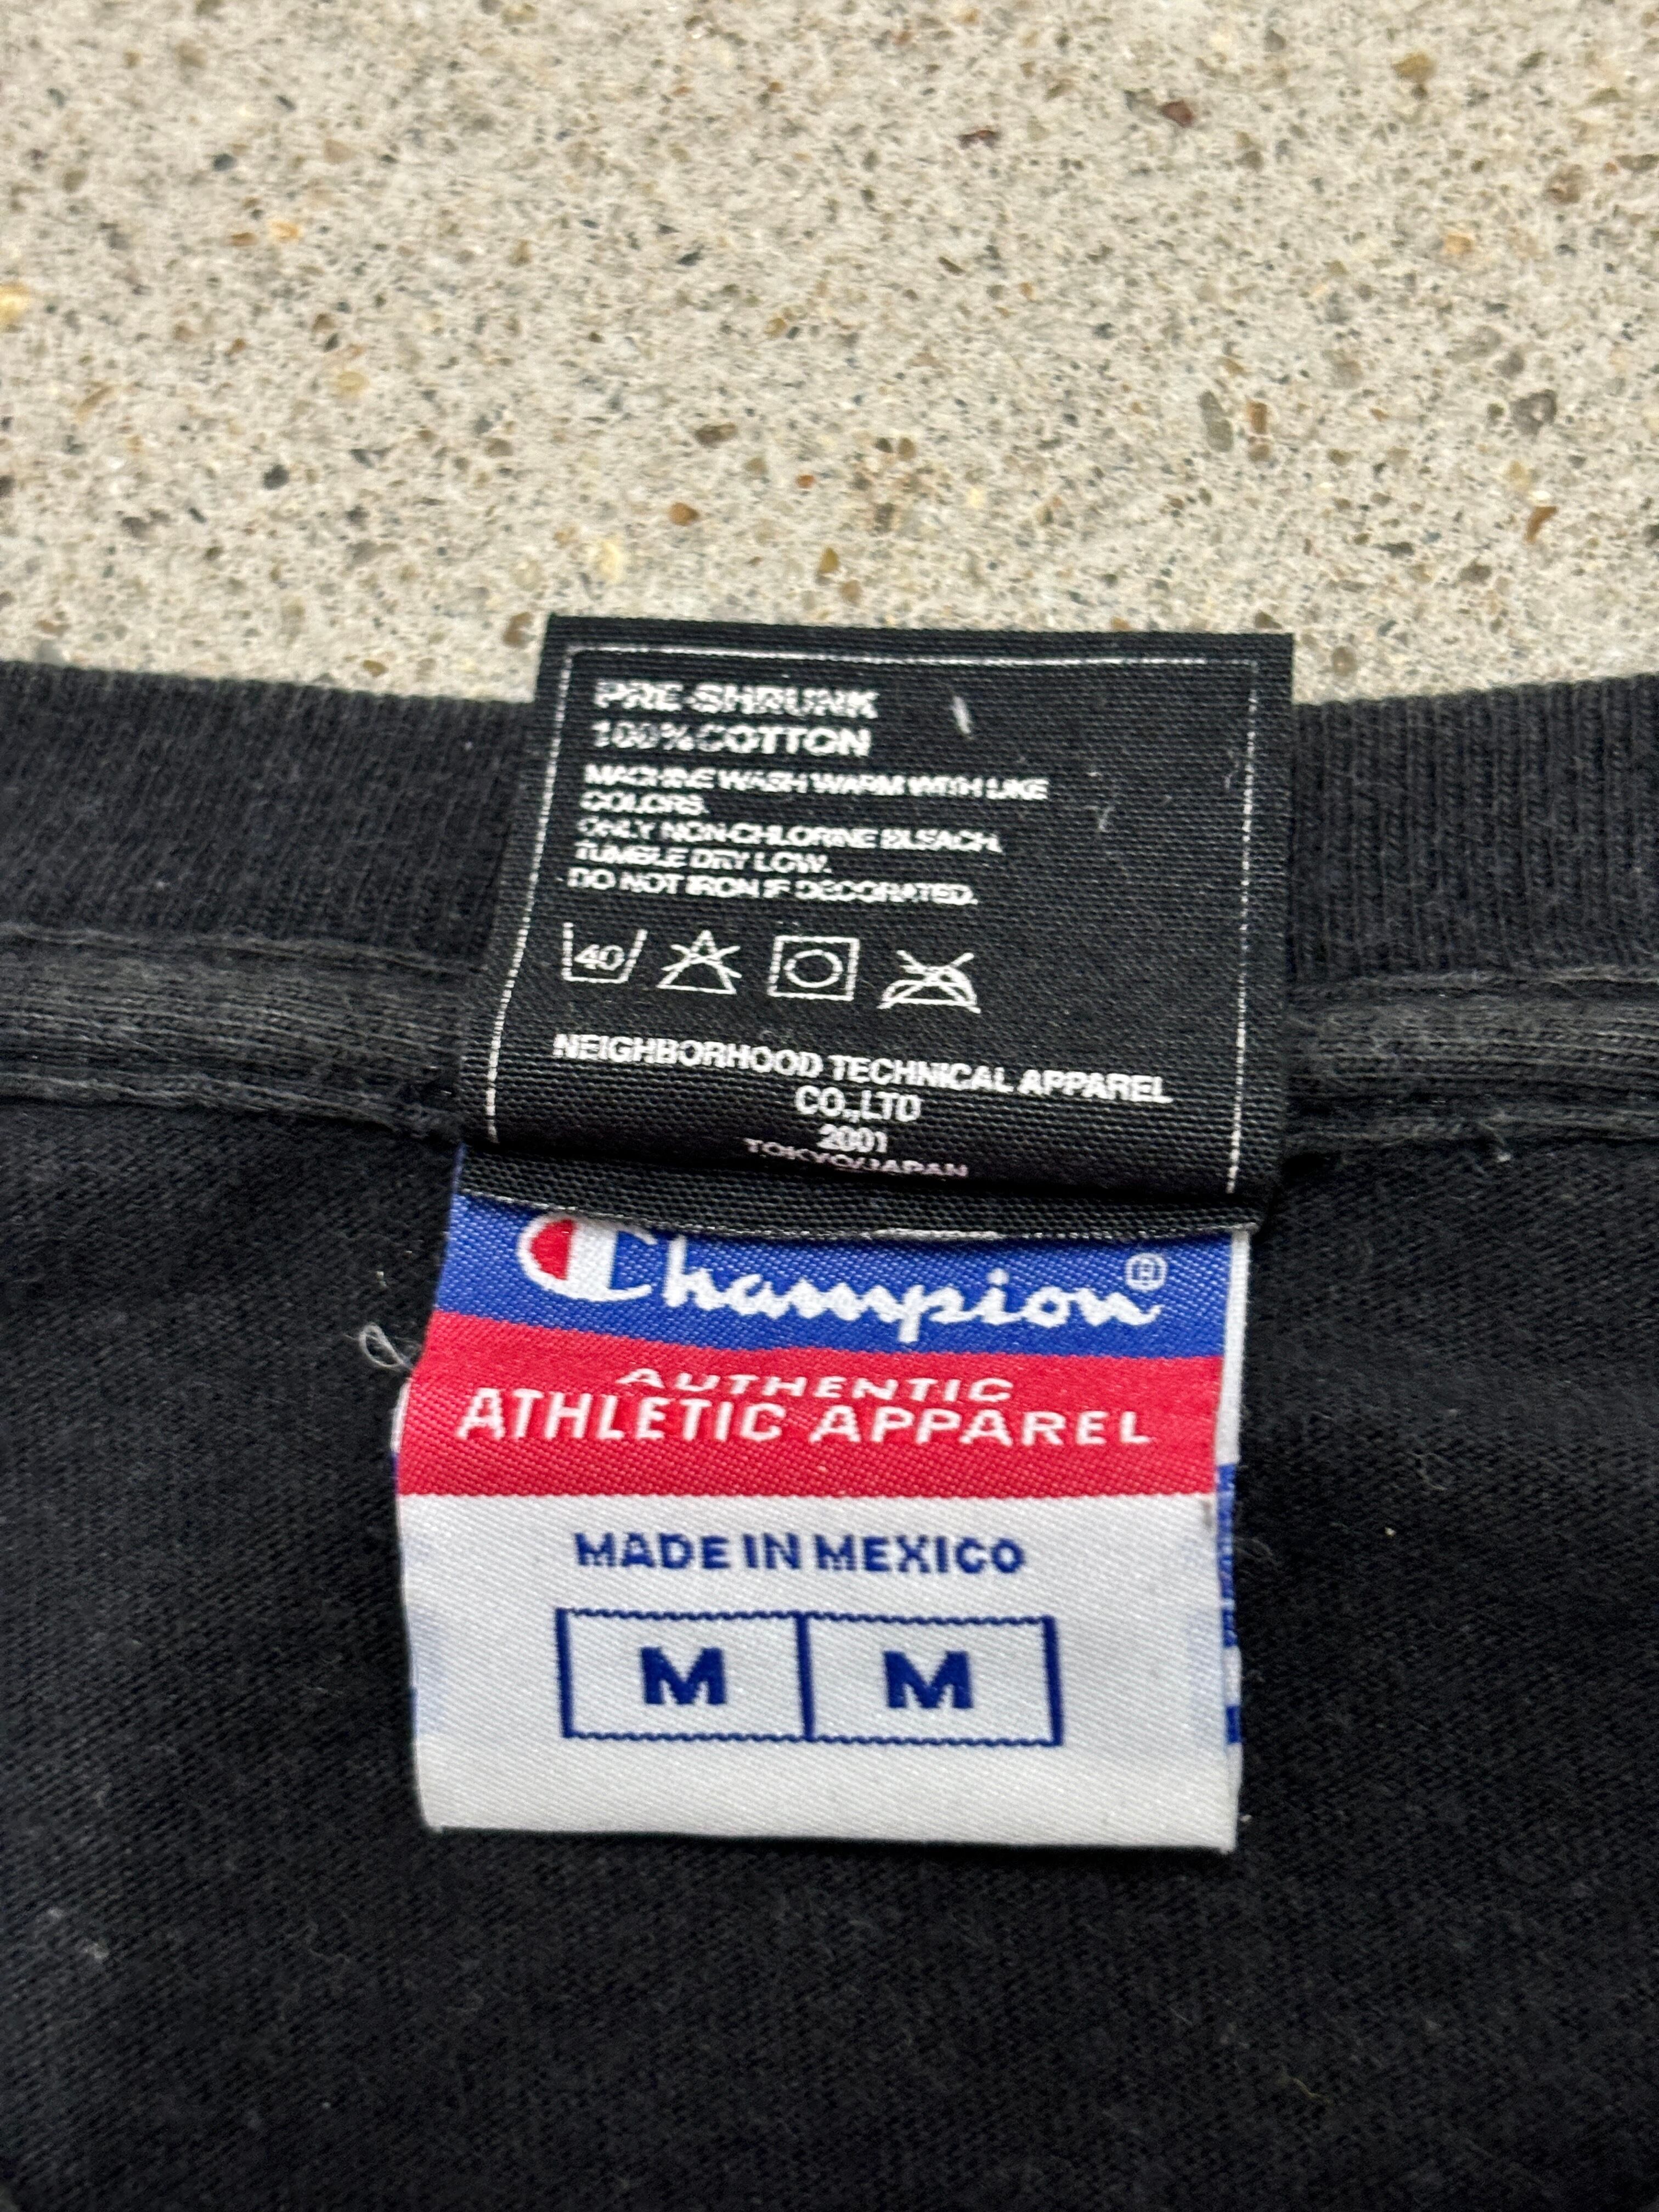 PRE-SHRUNK
100%COTTON
MACHINE WASH WARM WITH LIKE
COLORS.
ONLY NON-CHLORINE BLEACH.
TUMBLE DRY LOW.
DO NOT IRON IF DECORATED.
40
NEIGHBORHOOD TECHNICAL APPAREL
CO.,LTD
2001
TOKYO/JAPAN
Champion®
AUTHENTIC
ATHLETIC APPAREL
MADE IN MEXICO
M M